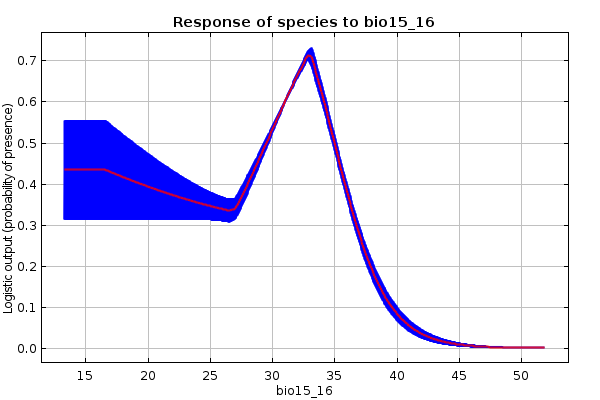 Response of species to bio15_16
Logistic output (probability of presence)
0.7
0.6
0.5
0.4
0.3
0.2
0.1
0.0
15 20 25 30 35 40 45 50
bio15_16